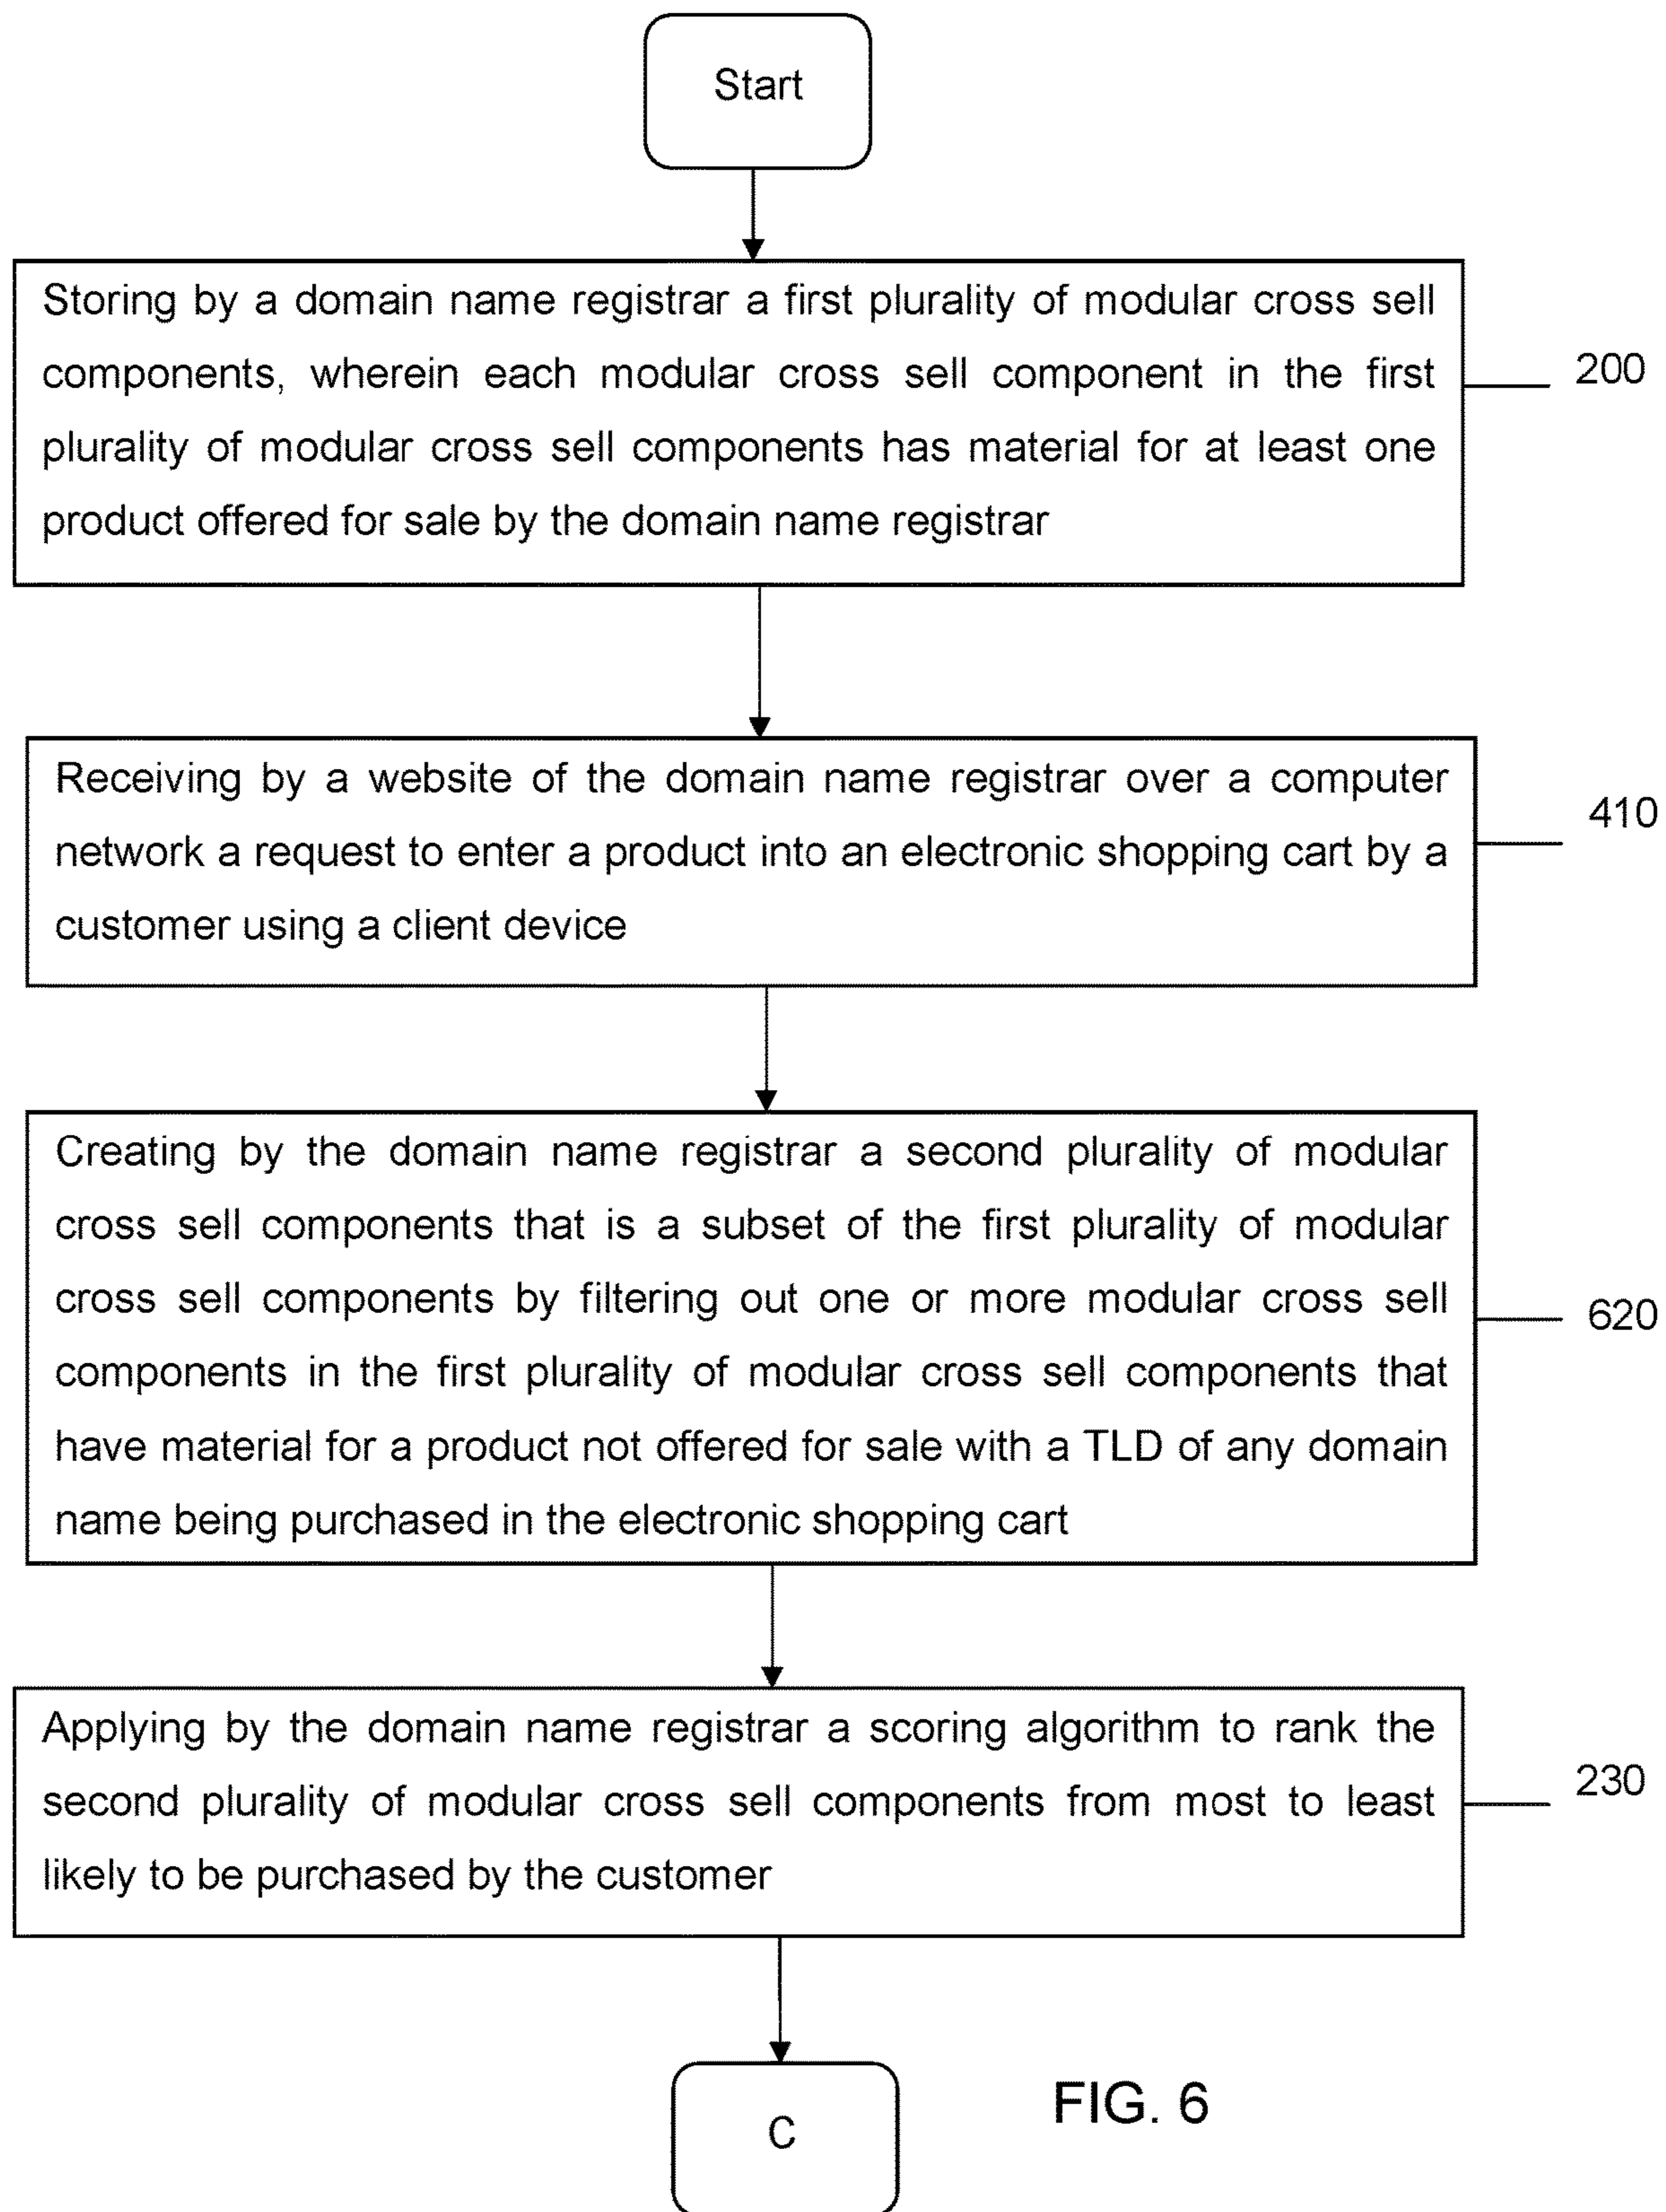 Start
Storing by a domain name registrar a first plurality of modular cross sell
components, wherein each modular cross sell component in the first
plurality of modular cross sell components has material for at least one
product offered for sale by the domain name registrar
200
Receiving by a website of the domain name registrar over a computer
network a request to enter a product into an electronic shopping cart by a
customer using a client device
410
Creating by the domain name registrar a second plurality of modular
cross sell components that is a subset of the first plurality of modular
cross sell components by filtering out one or more modular cross sell
components in the first plurality of modular cross sell components that
have material for a product not offered for sale with a TLD of any domain
name being purchased in the electronic shopping cart
620
Applying by the domain name registrar a scoring algorithm to rank the
second plurality of modular cross sell components from most to least
likely to be purchased by the customer
230
C
FIG. 6